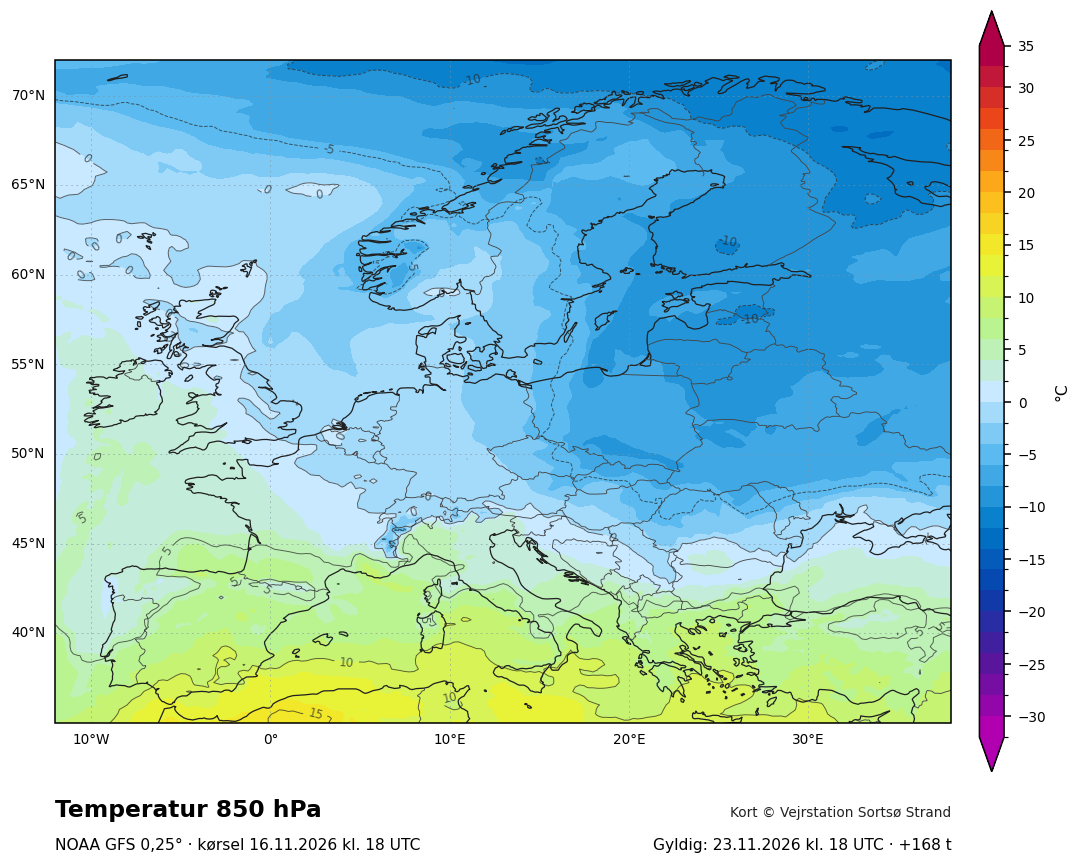 70°N
65°N
60°N
55°N
50°N
45°N
40°N
10°W
0°
10°E
20°E
30°E
35
30
25
20
15
10
5
0
−5
−10
−15
−20
−25
−30
°C
Temperatur 850 hPa
Kort © Vejrstation Sortsø Strand
NOAA GFS 0,25° · kørsel 16.11.2026 kl. 18 UTC
Gyldig: 23.11.2026 kl. 18 UTC · +168 t